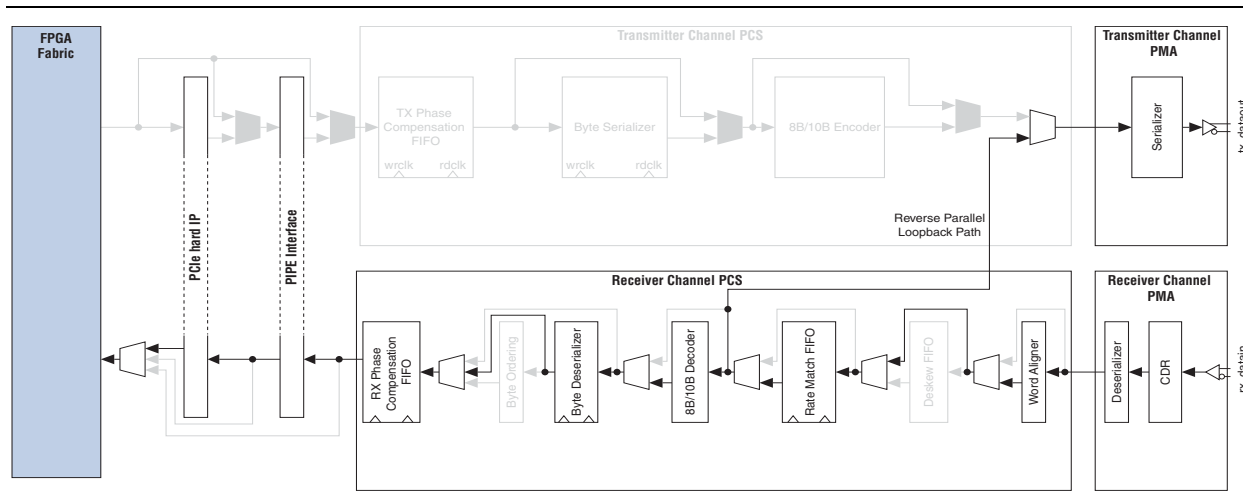 FPGA
Fabric
Transmitter Channel PCS
Transmitter Channel
PMA
TX Phase
Compensation
FIFO
wrclk
rdclk
Byte Serializer
wrclk
rdclk
8B/10B Encoder
Serializer
tx_dataout
PCIe hard IP
PIPE Interface
Reverse Parallel
Loopback Path
Receiver Channel PCS
Receiver Channel
PMA
RX Phase
Compensation
FIFO
Byte Ordering
Byte Deserializer
8B/10B Decoder
Rate Match FIFO
Deskew FIFO
Word Aligner
Deserializer
CDR
rx_datain